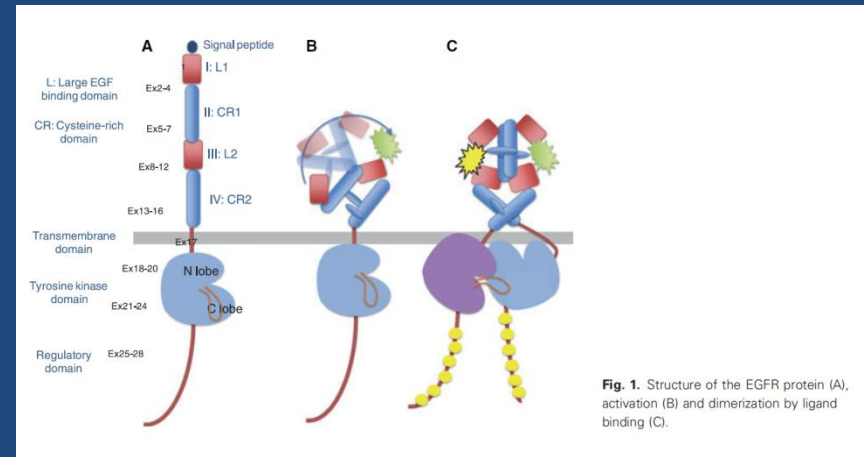 A
Signal peptide
B
C
I: L1
L: Large EGF
binding domain
Ex2-4
II: CR1
CR: Cysteine-rich
domain
Ex5-7
III: L2
Ex8-12
IV: CR2
Ex13-16
Transmembrane
domain
Ex17
Ex18-20
N lobe
Tyrosine kinase
domain
Ex21-24
C lobe
Regulatory
domain
Ex25-28
Fig. 1. Structure of the EGFR protein (A),
activation (B) and dimerization by ligand
binding (C).